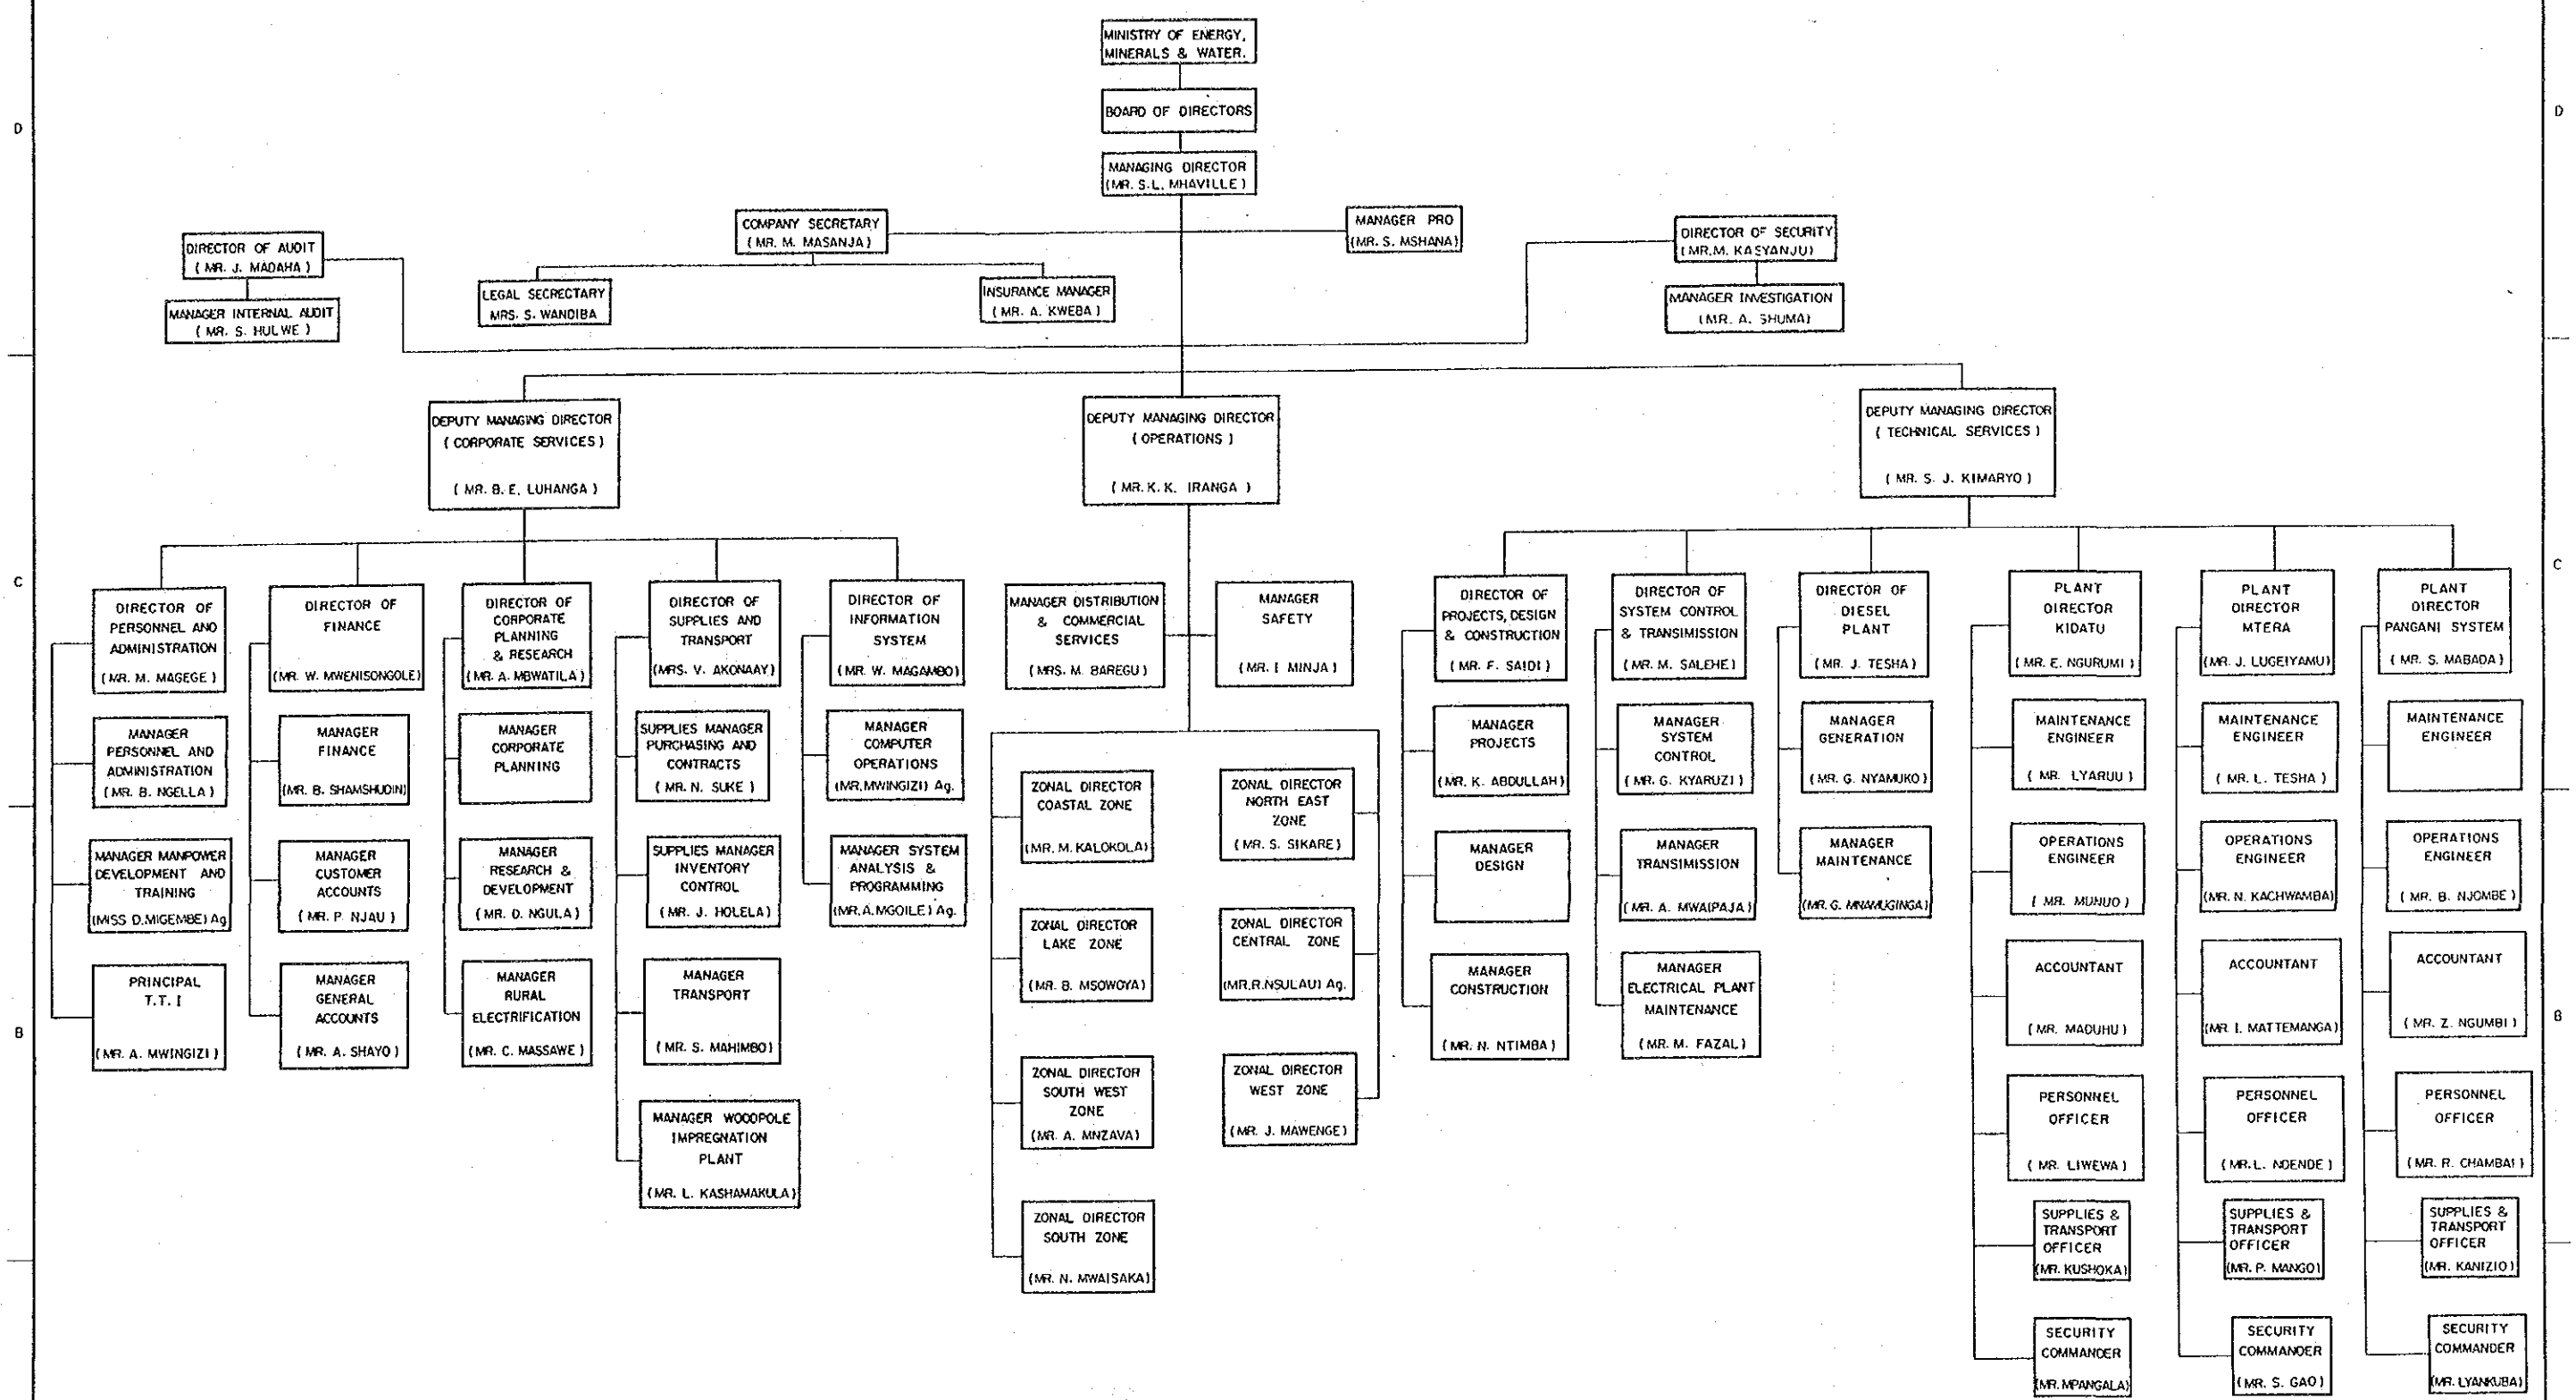 MINISTRY OF ENERGY,
MINERALS & WATER.
BOARD OF DIRECTORS
MANAGING DIRECTOR
(MR. S.L. MHAVILLE)
COMPANY SECRETARY
(MR. M. MASANJA)
MANAGER PRO
(MR. S. MSHANA)
DIRECTOR OF AUDIT
(MR. J. MADAHA)
DIRECTOR OF SECURITY
(MR.M. KASYANJU)
MANAGER INTERNAL AUDIT
(MR. S. HULWE)
LEGAL SECRECTARY
MRS. S. WANDIBA
INSURANCE MANAGER
(MR. A. KWEBA)
MANAGER INVESTIGATION
(MR. A. SHUMA)
D
D
DEPUTY MANAGING DIRECTOR
(CORPORATE SERVICES)
(MR. B.E. LUHANGA)
DEPUTY MANAGING DIRECTOR
(OPERATIONS)
(MR.K.K. IRANGA)
DEPUTY MANAGING DIRECTOR
(TECHNICAL SERVICES)
(MR. S. J. KIMARYO)
C
C
DIRECTOR OF
PERSONNEL AND
ADMINISTRATION
(MR. M. MAGEGE)
MANAGER
PERSONNEL AND
ADMINISTRATION
(MR. B. NGELLA)
MANAGER MANPOWER
DEVELOPMENT AND
TRAINING
(MISS D.MIGEMBE) Ag
PRINCIPAL
T.T.I
(MR. A. MWINGIZI)
DIRECTOR OF
FINANCE
(MR. W. MWENISONGOLE)
MANAGER
FINANCE
(MR. B. SHAMSHUDIN)
MANAGER
CUSTOMER
ACCOUNTS
(MR. P. NJAU)
MANAGER
GENERAL
ACCOUNTS
(MR. A. SHAYO)
DIRECTOR OF
CORPORATE
PLANNING
& RESEARCH
(MR. A. MBWATILA)
MANAGER
CORPORATE
PLANNING
MANAGER
RESEARCH &
DEVELOPMENT
(MR. D. NGULA)
MANAGER
RURAL
ELECTRIFICATION
(MR. C. MASSAWE)
DIRECTOR OF
SUPPLIES AND
TRANSPORT
(MRS. V. AKONAAY)
SUPPLIES MANAGER
PURCHASING AND
CONTRACTS
(MR. N. SUKE)
SUPPLIES MANAGER
INVENTORY
CONTROL
(MR. J. HOLELA)
MANAGER
TRANSPORT
(MR. S. MAHIMBO)
MANAGER WOODPOLE
IMPREGNATION
PLANT
(MR. L. KASHAMAKULA)
DIRECTOR OF
INFORMATION
SYSTEM
(MR. W. MAGAMBO)
MANAGER
COMPUTER
OPERATIONS
(MR.MWINGIZI) Ag.
MANAGER SYSTEM
ANALYSIS &
PROGRAMMING
(MR.A.MGOILE) Ag.
MANAGER DISTRIBUTION
& COMMERCIAL
SERVICES
(MRS. M. BAREGU)
MANAGER
SAFETY
(MR. I MINJA)
ZONAL DIRECTOR
COASTAL ZONE
(MR. M. KALOKOLA)
ZONAL DIRECTOR
LAKE ZONE
(MR. B. MSOWOYA)
ZONAL DIRECTOR
SOUTH WEST
ZONE
(MR. A. MNZAVA)
ZONAL DIRECTOR
SOUTH ZONE
(MR. N. MWAISAKA)
ZONAL DIRECTOR
NORTH EAST
ZONE
(MR. S. SIKARE)
ZONAL DIRECTOR
CENTRAL ZONE
(MR.R.NSULAU) Ag.
ZONAL DIRECTOR
WEST ZONE
(MR. J. MAWENGE)
DIRECTOR OF
PROJECTS, DESIGN
& CONSTRUCTION
(MR. F. SAIDI)
MANAGER
PROJECTS
(MR. K. ABDULLAH)
MANAGER
DESIGN
MANAGER
CONSTRUCTION
(MR. N. NTIMBA)
DIRECTOR OF
SYSTEM CONTROL
& TRANSIMISSION
(MR. M. SALEHE)
MANAGER
SYSTEM
CONTROL
(MR. G. KYARUZI)
MANAGER
TRANSIMISSION
(MR. A. MWAIPAJA)
MANAGER
ELECTRICAL PLANT
MAINTENANCE
(MR. M. FAZAL)
DIRECTOR OF
DIESEL
PLANT
(MR. J. TESHA)
MANAGER
GENERATION
(MR. G. NYAMUKO)
MANAGER
MAINTENANCE
(MR. G. MNAMUGINGA)
PLANT
DIRECTOR
KIDATU
(MR. E. NGURUMI)
MAINTENANCE
ENGINEER
(MR. LYARUU)
OPERATIONS
ENGINEER
(MR. MUNUO)
ACCOUNTANT
(MR. MADUHU)
PERSONNEL
OFFICER
(MR. LIWEWA)
SUPPLIES &
TRANSPORT
OFFICER
(MR. KUSHOKA)
SECURITY
COMMANDER
(MR. MPANGALA)
PLANT
DIRECTOR
MTERA
(MR. J. LUGEIYAMU)
MAINTENANCE
ENGINEER
(MR. L. TESHA)
OPERATIONS
ENGINEER
(MR. N. KACHWAMBA)
ACCOUNTANT
(MR. I. MATTEMANGA)
PERSONNEL
OFFICER
(MR.L. NDENDE)
SUPPLIES &
TRANSPORT
OFFICER
(MR. P. MANGO)
SECURITY
COMMANDER
(MR. S. GAO)
PLANT
DIRECTOR
PANGANI SYSTEM
(MR. S. MABADA)
MAINTENANCE
ENGINEER
OPERATIONS
ENGINEER
(MR. B. NJOMBE)
ACCOUNTANT
(MR. Z. NGUMBI)
PERSONNEL
OFFICER
(MR. R. CHAMBAI)
SUPPLIES &
TRANSPORT
OFFICER
(MR. KANIZIO)
SECURITY
COMMANDER
(MR. LYANKUBA)
B
B